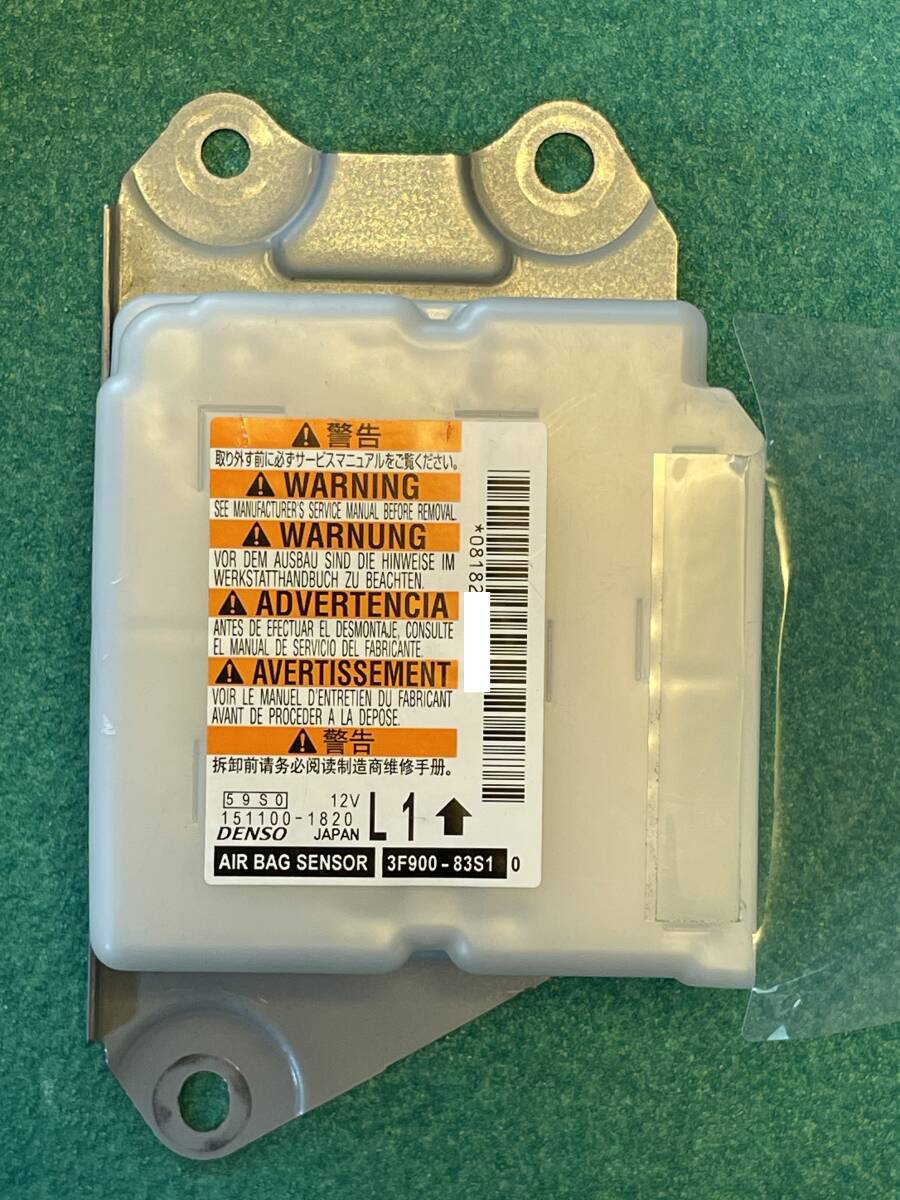 警告
取り外す前に必ずサービスマニュアルをご覧ください。
WARNING
SEE MANUFACTURER'S SERVICE MANUAL BEFORE REMOVAL.
WARNUNG
VOR DEM AUSBAU SIND DIE HINWEISE IM
WERKSTATTHANDBUCH ZU BEACHTEN.
ADVERTENCIA
ANTES DE EFECTUAR EL DESMONTAJE, CONSULTE
EL MANUAL DE SERVICIO DEL FABRICANTE.
AVERTISSEMENT
VOIR LE MANUEL D'ENTRETIEN DU FABRICANT
AVANT DE PROCEDER A LA DEPOSE.
警告
拆卸前请务必阅读制造商维修手册。
*08182
59S0 12V
151100-1820
DENSO JAPAN L1
AIR BAG SENSOR 3F900-83S1 0